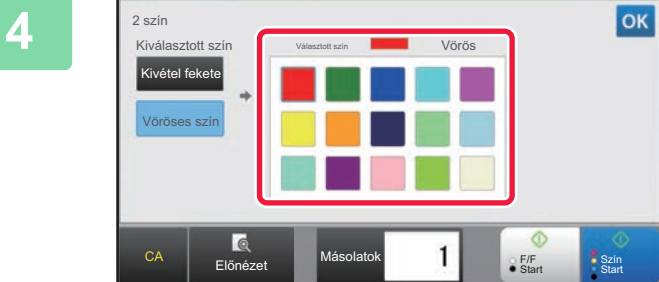 4
2 szín
OK
Kiválasztott szín
Választott szín
Vörös
Kivétel fekete
Vöröses szín
CA
Előnézet
Másolatok
1
F/F
Start
Szín
Start